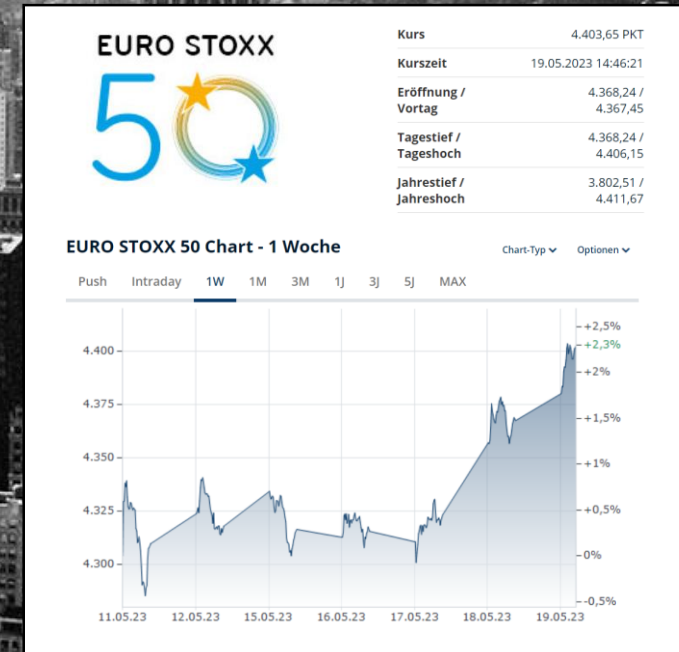 EURO STOXX
50
Kurs 4.403,65 PKT
Kurszeit 19.05.2023 14:46:21
Eröffnung / 4.368,24 /
Vortag 4.367,45
Tagestief / 4.368,24 /
Tageshoch 4.406,15
Jahrestief / 3.802,51 /
Jahreshoch 4.411,67
EURO STOXX 50 Chart - 1 Woche Chart-Typ Optionen
Push Intraday 1W 1M 3M 1J 3J 5J MAX
+2,5%
4.400 +2,3%
+2%
4.375
+1,5%
4.350
+1%
4.325 +0,5%
4.300 0%
-0,5%
11.05.23 12.05.23 15.05.23 16.05.23 17.05.23 18.05.23 19.05.23